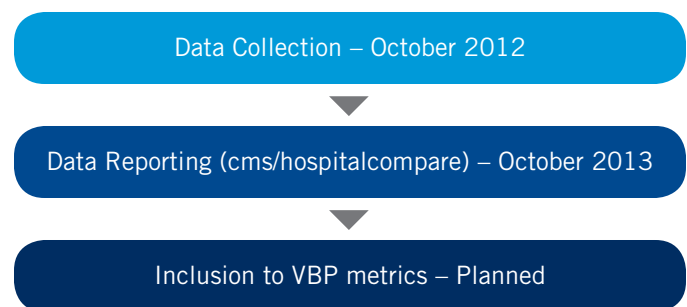 Data Collection – October 2012
Data Reporting (cms/hospitalcompare) – October 2013
Inclusion to VBP metrics – Planned